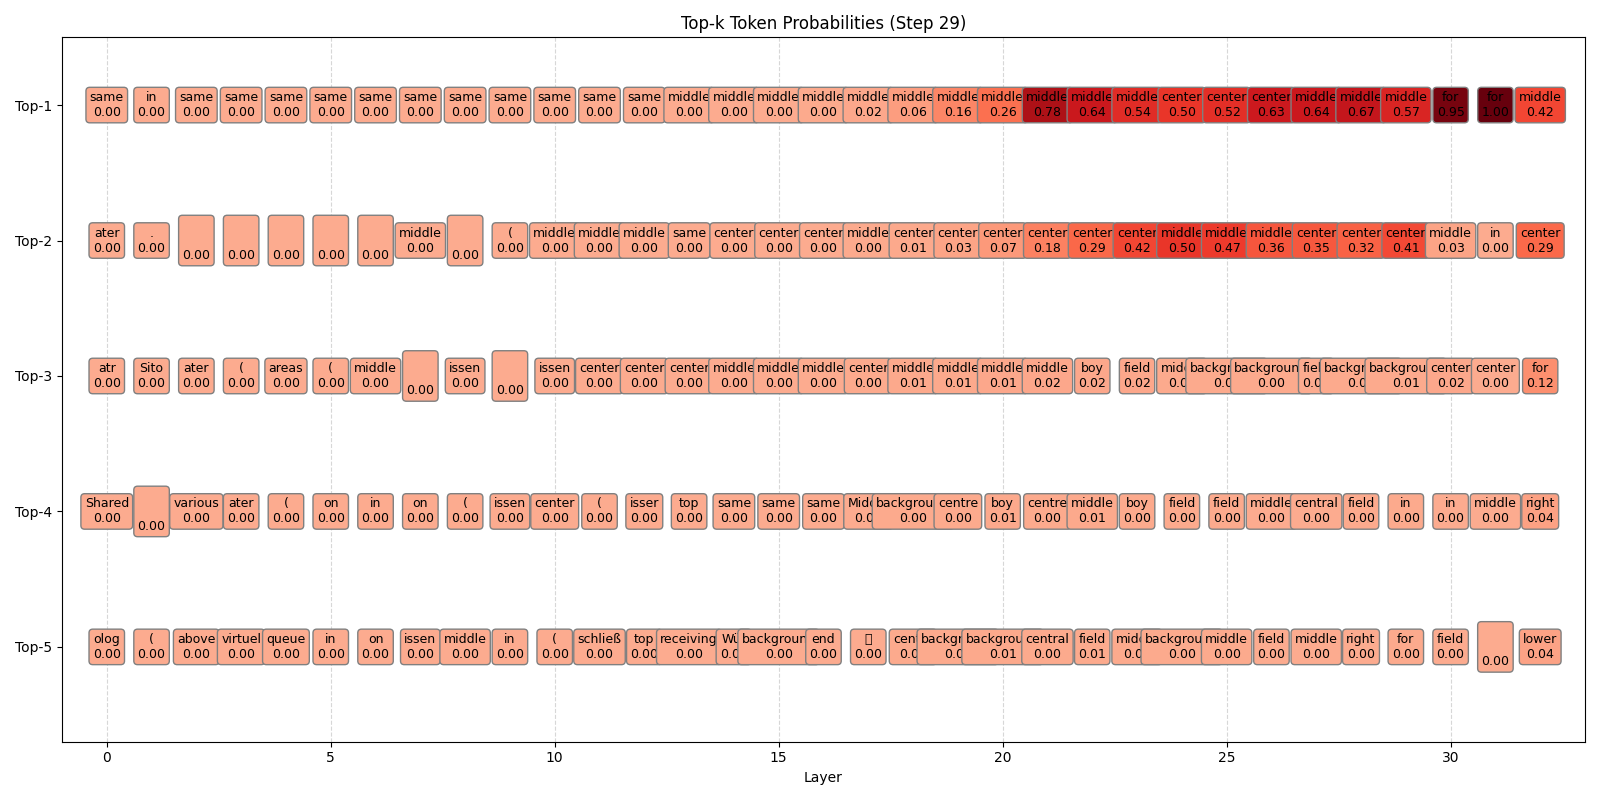 Top-k Token Probabilities (Step 29)
Top-1
same in same same same same same same same same same same same middle middle middle middle middle middle middle middle middle middle middle center center center middle middle middle for for middle
0.00 0.00 0.00 0.00 0.00 0.00 0.00 0.00 0.00 0.00 0.00 0.00 0.00 0.00 0.00 0.00 0.00 0.02 0.06 0.16 0.26 0.78 0.64 0.54 0.50 0.52 0.63 0.64 0.67 0.57 0.95 1.00 0.42
Top-2
ater . middle ( middle middle middle same center center center middle center center center center center center middle middle middle center center center middle in center
0.00 0.00 0.00 0.00 0.00 0.00 0.00 0.00 0.00 0.00 0.00 0.00 0.00 0.00 0.00 0.00 0.00 0.00 0.01 0.03 0.07 0.18 0.29 0.42 0.50 0.47 0.36 0.35 0.32 0.41 0.03 0.00 0.29
Top-3
atr Sito ater ( areas ( middle issen issen center center center middle middle middle center middle middle middle middle boy field center center for
0.00 0.00 0.00 0.00 0.00 0.00 0.00 0.00 0.00 0.00 0.00 0.00 0.00 0.00 0.00 0.00 0.00 0.00 0.01 0.01 0.01 0.02 0.02 0.02 0.00 0.01 0.02 0.00 0.12
Top-4
Shared various ater ( on in on ( issen center ( isser top same same same centre boy centre middle boy field field middle central field in in middle right
0.00 0.00 0.00 0.00 0.00 0.00 0.00 0.00 0.00 0.00 0.00 0.00 0.00 0.00 0.00 0.00 0.00 0.00 0.00 0.01 0.00 0.01 0.00 0.00 0.00 0.00 0.00 0.00 0.00 0.00 0.00 0.04
Top-5
olog ( above virtuel queue in on issen middle in ( schließ top receiving end central field middle field middle right for field lower
0.00 0.00 0.00 0.00 0.00 0.00 0.00 0.00 0.00 0.00 0.00 0.00 0.00 0.00 0.00 0.00 0.00 0.01 0.00 0.01 0.00 0.00 0.00 0.00 0.00 0.00 0.00 0.00 0.04
0 5 10 15 20 25 30
Layer